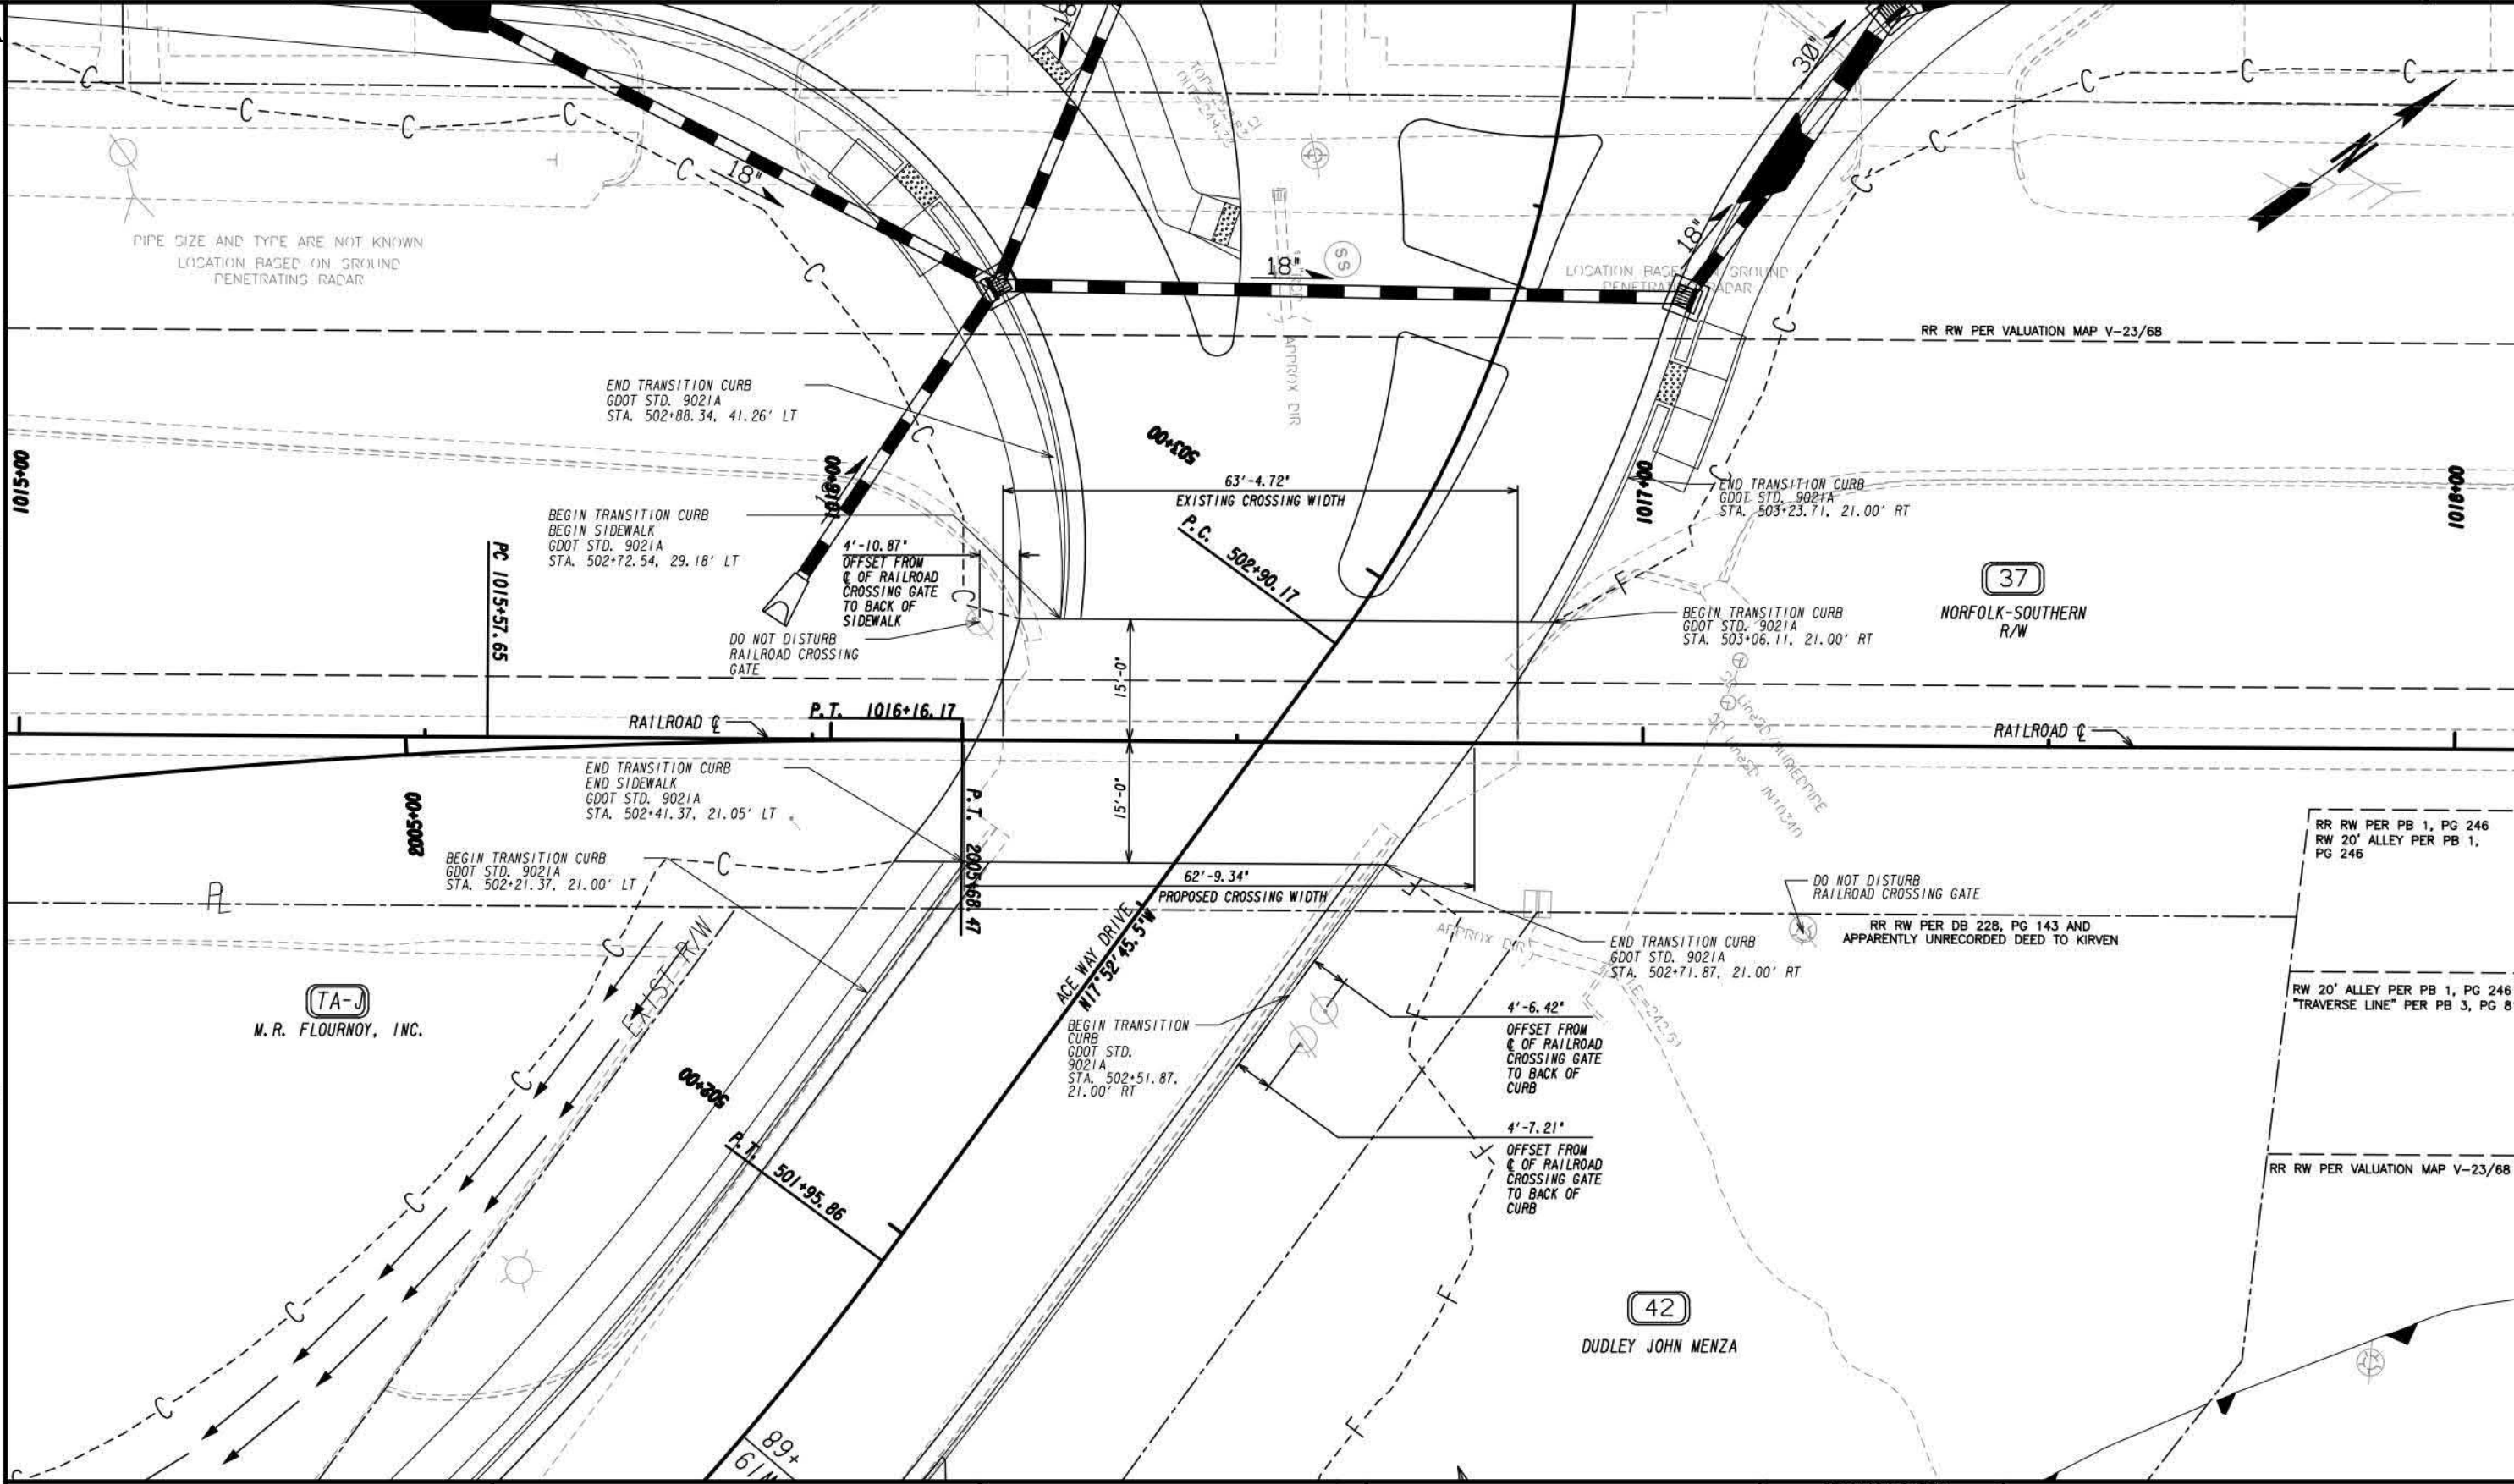 C
C
C
C
C
C
C
C
C
C
C
C
18"
18
30"
18"
18"
SS
N
PIPE SIZE AND TYPE ARE NOT KNOWN
LOCATION BASED ON GROUND
PENETRATING RADAR
LOCATION BASED ON GROUND
PENETRATING RADAR
RR RW PER VALUATION MAP V-23/68
APPROX DIR
END TRANSITION CURB
GDOT STD. 9021A
STA. 502+88.34, 41.26' LT
503+00
1015+00
1016+00
1017+00
1018+00
63'-4.72"
EXISTING CROSSING WIDTH
P.C. 502+90.17
END TRANSITION CURB
GDOT STD. 9021A
STA. 503+23.71, 21.00' RT
BEGIN TRANSITION CURB
BEGIN SIDEWALK
GDOT STD. 9021A
STA. 502+72.54, 29.18' LT
PC 1015+57.65
4'-10.87"
OFFSET FROM
℄ OF RAILROAD
CROSSING GATE
TO BACK OF
SIDEWALK
C
C
C
F
37
NORFOLK-SOUTHERN
R/W
BEGIN TRANSITION CURB
GDOT STD. 9021A
STA. 503+06.11, 21.00' RT
DO NOT DISTURB
RAILROAD CROSSING
GATE
15'-0"
15'-0"
P.T. 1016+16.17
RAILROAD ℄
RAILROAD ℄
END TRANSITION CURB
END SIDEWALK
GDOT STD. 9021A
STA. 502+41.37, 21.05' LT
2005+00
P.T. 2005+68.47
BEGIN TRANSITION CURB
GDOT STD. 9021A
STA. 502+21.37, 21.00' LT
C
PL
62'-9.34"
PROPOSED CROSSING WIDTH
F
RR RW PER PB 1, PG 246
RW 20' ALLEY PER PB 1,
PG 246
DO NOT DISTURB
RAILROAD CROSSING GATE
RR RW PER DB 228, PG 143 AND
APPARENTLY UNRECORDED DEED TO KIRVEN
RW 20' ALLEY PER PB 1, PG 246
"TRAVERSE LINE" PER PB 3, PG 8
RR RW PER VALUATION MAP V-23/68
EXIST R/W
ACE WAY DRIVE
N17°52'45.5"W
APPROX DIR
END TRANSITION CURB
GDOT STD. 9021A
STA. 502+71.87, 21.00' RT
TA-J
M.R. FLOURNOY, INC.
BEGIN TRANSITION
CURB
GDOT STD.
9021A
STA. 502+51.87,
21.00' RT
4'-6.42"
OFFSET FROM
℄ OF RAILROAD
CROSSING GATE
TO BACK OF
CURB
4'-7.21"
OFFSET FROM
℄ OF RAILROAD
CROSSING GATE
TO BACK OF
CURB
502+00
P.T. 501+95.86
C
C
C
C
C
F
F
F
F
42
DUDLEY JOHN MENZA
+68